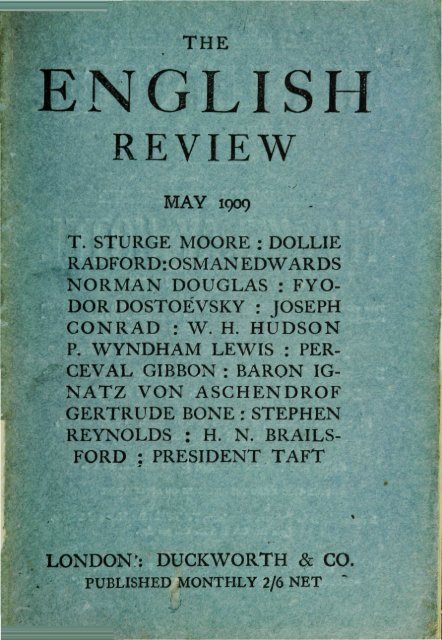 THE
ENGLISH
REVIEW
MAY 1909
T. STURGE MOORE : DOLLIE
RADFORD : OSMAN EDWARDS
NORMAN DOUGLAS : FYO-
DOR DOSTOÉVSKY : JOSEPH
CONRAD : W. H. HUDSON
P. WYNDHAM LEWIS : PER-
CEVAL GIBBON : BARON IG-
NATZ VON ASCHENDROF
GERTRUDE BONE : STEPHEN
REYNOLDS : H. N. BRAILS-
FORD : PRESIDENT TAFT
LONDON : DUCKWORTH & CO.
PUBLISHED MONTHLY 2/6 NET